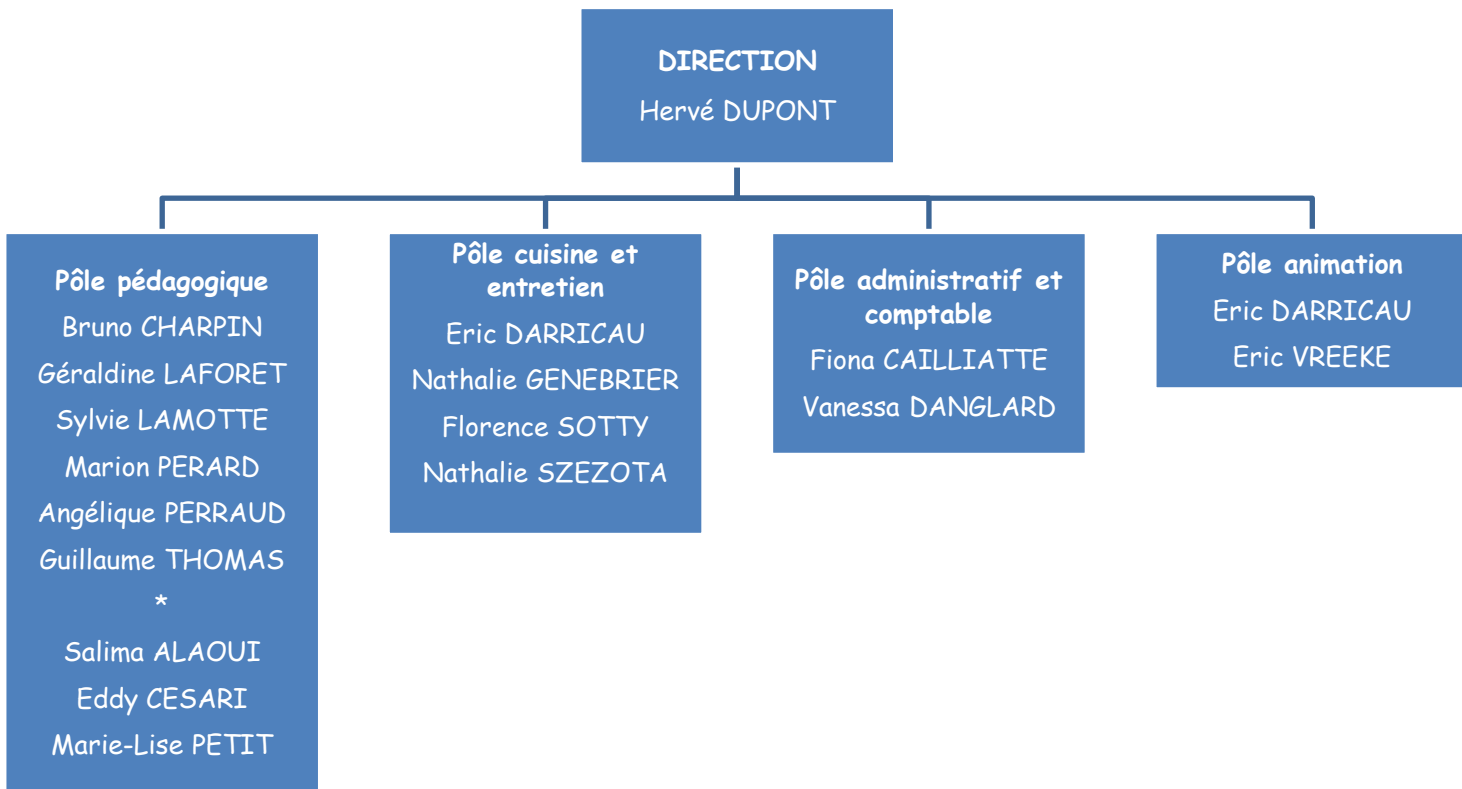 DIRECTION
Hervé DUPONT
Pôle pédagogique
Bruno CHARPIN
Géraldine LAFORET
Sylvie LAMOTTE
Marion PERARD
Angélique PERRAUD
Guillaume THOMAS
*
Salima ALAOUI
Eddy CESARI
Marie-Lise PETIT
Pôle cuisine et
entretien
Eric DARRICAU
Nathalie GENEBRIER
Florence SOTTY
Nathalie SZEZOTA
Pôle administratif et
comptable
Fiona CAILLIATTE
Vanessa DANGLARD
Pôle animation
Eric DARRICAU
Eric VREEKE